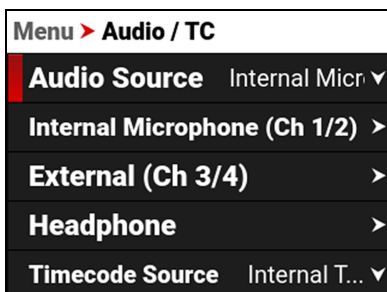 Menu > Audio / TC
Audio Source Internal Micr
Internal Microphone (Ch 1/2) >
External (Ch 3/4) >
Headphone >
Timecode Source Internal T...